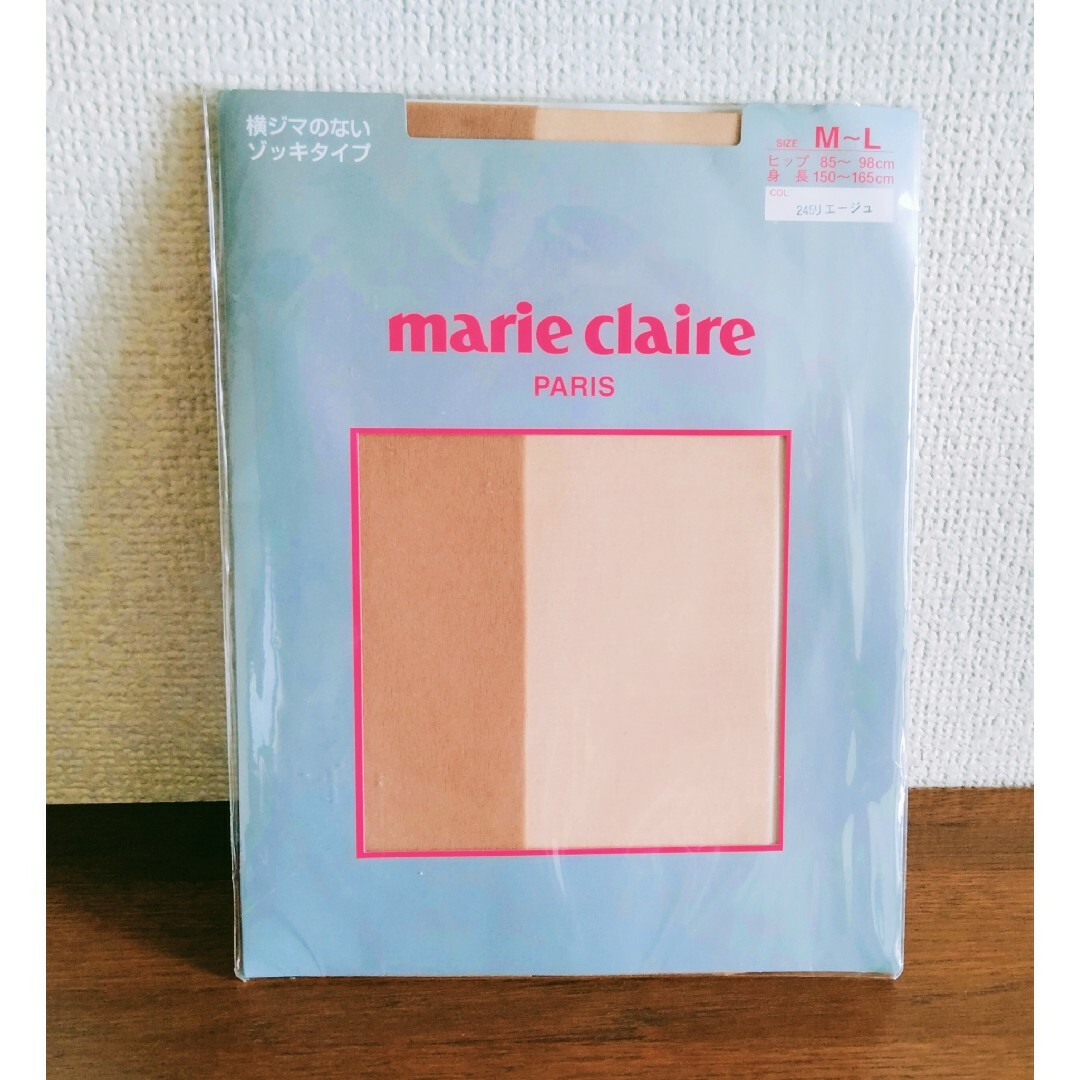 横ジマのない
ゾッキタイプ
SIZE M～L
ヒップ 85～ 98cm
身 長 150～165cm
COL
245リエージュ
marie claire
PARIS